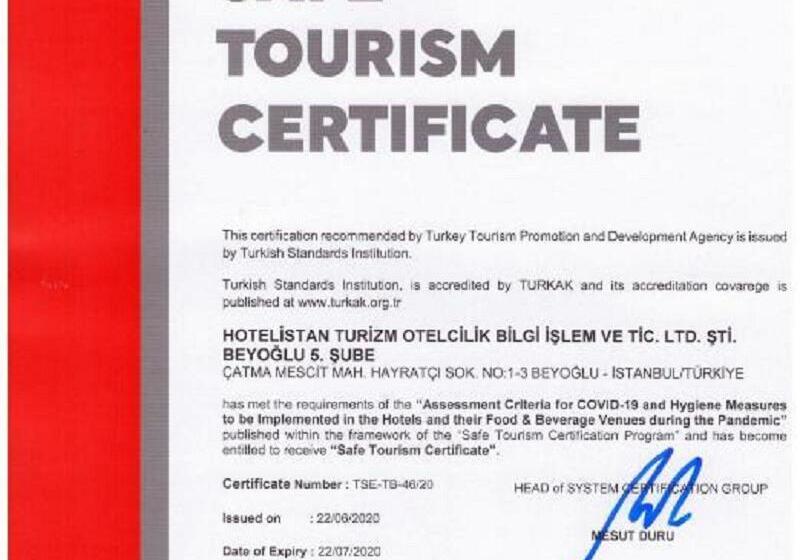 SAFE
TOURISM
CERTIFICATE
This certification recommended by Turkey Tourism Promotion and Development Agency is issued
by Turkish Standards Institution.
Turkish Standards Institution, is accredited by TURKAK and its accreditation covarege is
published at www.turkak.org.tr
HOTELİSTAN TURİZM OTELCİLİK BİLGİ İŞLEM VE TİC. LTD. ŞTİ.
BEYOĞLU 5. ŞUBE
ÇATMA MESCİT MAH. HAYRATÇI SOK. NO:1-3 BEYOĞLU - İSTANBUL/TÜRKİYE
has met the requirements of the "Assessment Criteria for COVID-19 and Hygiene Measures
to be Implemented in the Hotels and their Food & Beverage Venues during the Pandemic"
published within the framework of the "Safe Tourism Certification Program" and has become
entitled to receive "Safe Tourism Certificate".
Certificate Number : TSE-TB-46/20
HEAD of SYSTEM CERTIFICATION GROUP
Issued on : 22/06/2020
MESUT DURU
Date of Expiry : 22/07/2020